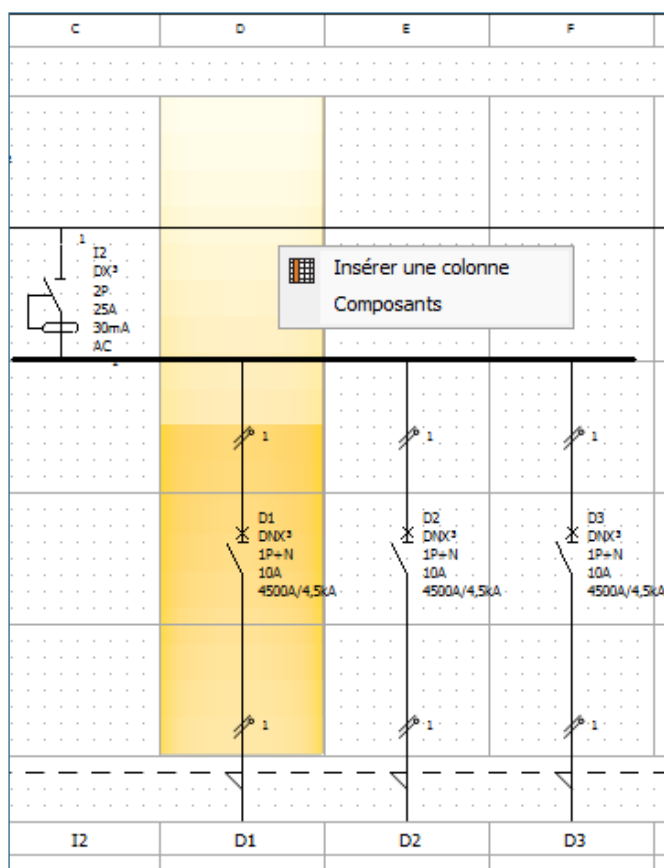 C D E F
1
I2
DX³
2P
25A
30mA
AC
Insérer une colonne
Composants
1 1 1
D1
DNX³
1P+N
10A
4500A/4,5kA
D2
DNX³
1P+N
10A
4500A/4,5kA
D3
DNX³
1P+N
10A
4500A/4,5kA
1 1 1
I2 D1 D2 D3